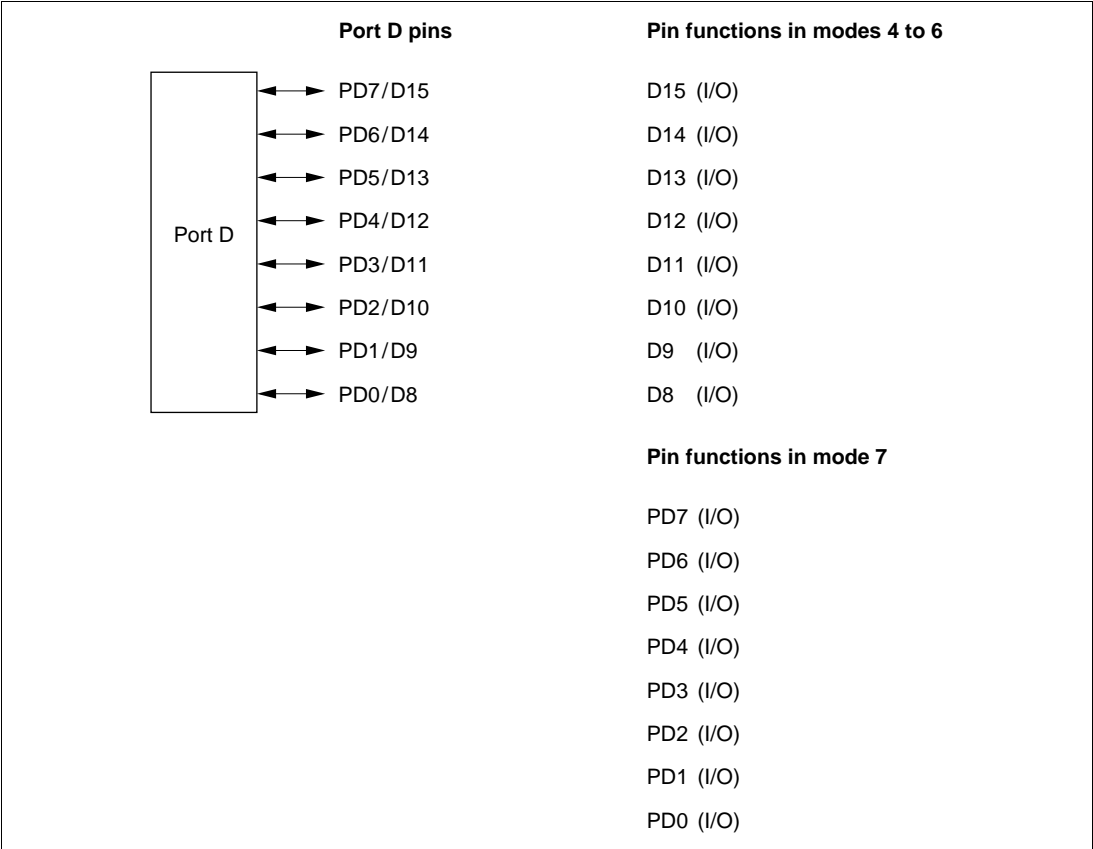 Port D pins Pin functions in modes 4 to 6
PD7/D15 D15 (I/O)
PD6/D14 D14 (I/O)
PD5/D13 D13 (I/O)
PD4/D12 D12 (I/O)
Port D
PD3/D11 D11 (I/O)
PD2/D10 D10 (I/O)
PD1/D9 D9 (I/O)
PD0/D8 D8 (I/O)
Pin functions in mode 7
PD7 (I/O)
PD6 (I/O)
PD5 (I/O)
PD4 (I/O)
PD3 (I/O)
PD2 (I/O)
PD1 (I/O)
PD0 (I/O)